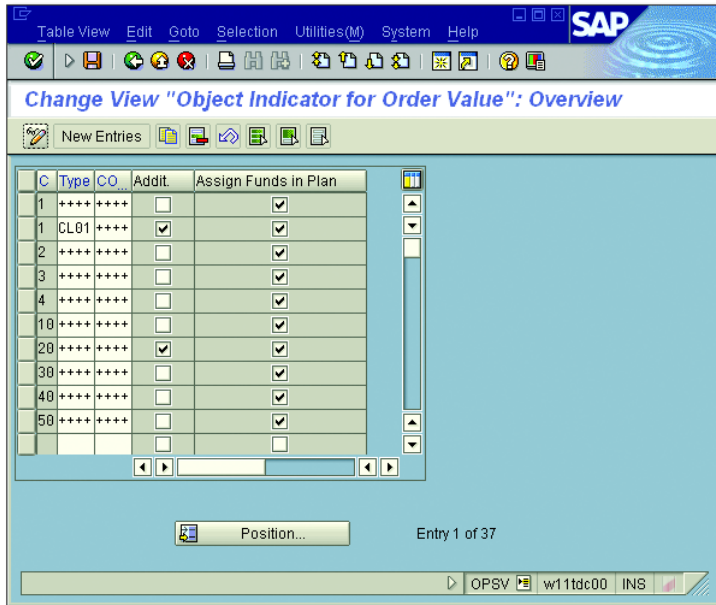 Table View Edit Goto Selection Utilities(M) System Help
SAP
Change View "Object Indicator for Order Value": Overview
New Entries
C Type CO... Addit. Assign Funds in Plan
1 ++++ ++++
1 CL01 ++++
2 ++++ ++++
3 ++++ ++++
4 ++++ ++++
10 ++++ ++++
20 ++++ ++++
30 ++++ ++++
40 ++++ ++++
50 ++++ ++++
Position... Entry 1 of 37
OPSV w11tdc00 INS